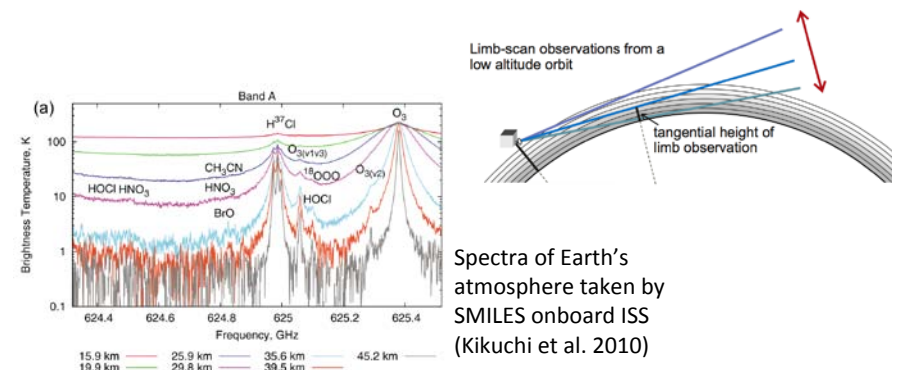 (a)
Band A
Brightness Temperature, K
100
10
1
0.1
H³⁷Cl
O₃
O₃(v1v3)
CH₃CN
¹⁸OOO
O₃(v2)
HOCl HNO₃
HNO₃
HOCl
BrO
624.4 624.6 624.8 625 625.2 625.4
Frequency, GHz
15.9 km 25.9 km 35.6 km 45.2 km
19.9 km 29.8 km 39.5 km
Limb-scan observations from a
low altitude orbit
tangential height of
limb observation
Spectra of Earth's
atmosphere taken by
SMILES onboard ISS
(Kikuchi et al. 2010)